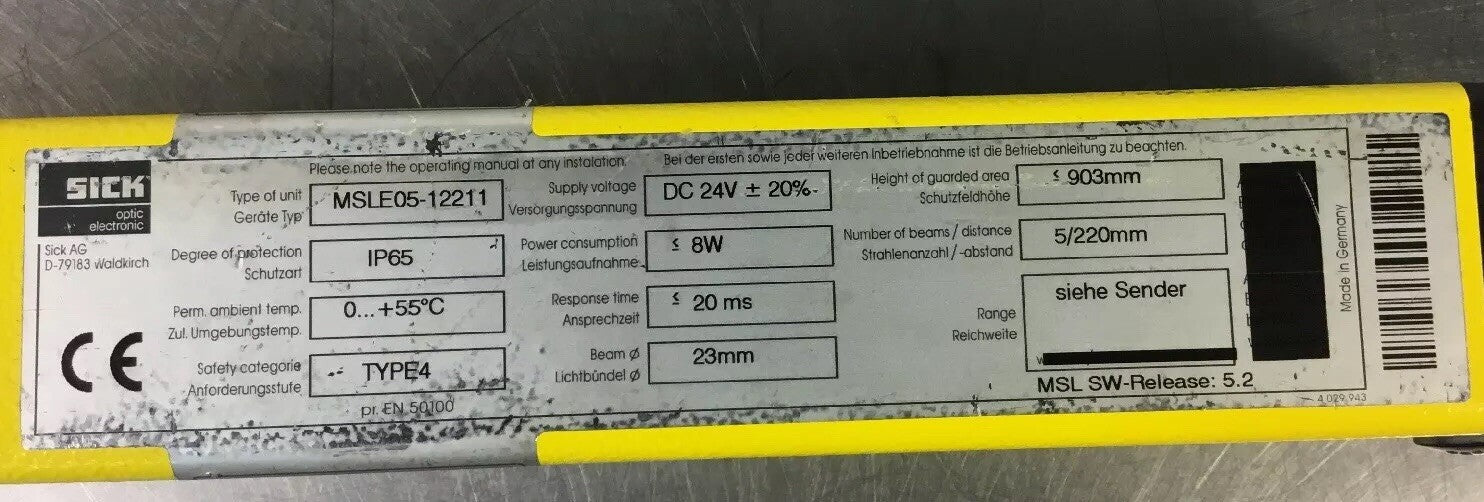 Please note the operating manual at any instalation.
Bei der ersten sowie jeder weiteren Inbetriebnahme ist die Betriebsanleitung zu beachten.
SICK
optic
electronic
Sick AG
D-79183 Waldkirch
CE
Type of unit
Geräte Typ
MSLE05-12211
Degree of protection
Schutzart
IP65
Perm. ambient temp.
Zul. Umgebungstemp.
0...+55°C
Safety categorie
Anforderungsstufe
TYPE4
pr. EN 50100
Supply voltage
Versorgungsspannung
DC 24V ± 20%
Power consumption
Leistungsaufnahme
≤ 8W
Response time
Ansprechzeit
≤ 20 ms
Beam ø
Lichtbündel ø
23mm
Height of guarded area
Schutzfeldhöhe
≤ 903mm
Number of beams / distance
Strahlenanzahl / -abstand
5/220mm
Range
Reichweite
siehe Sender
MSL SW-Release: 5.2
4 029 943
Made in Germany